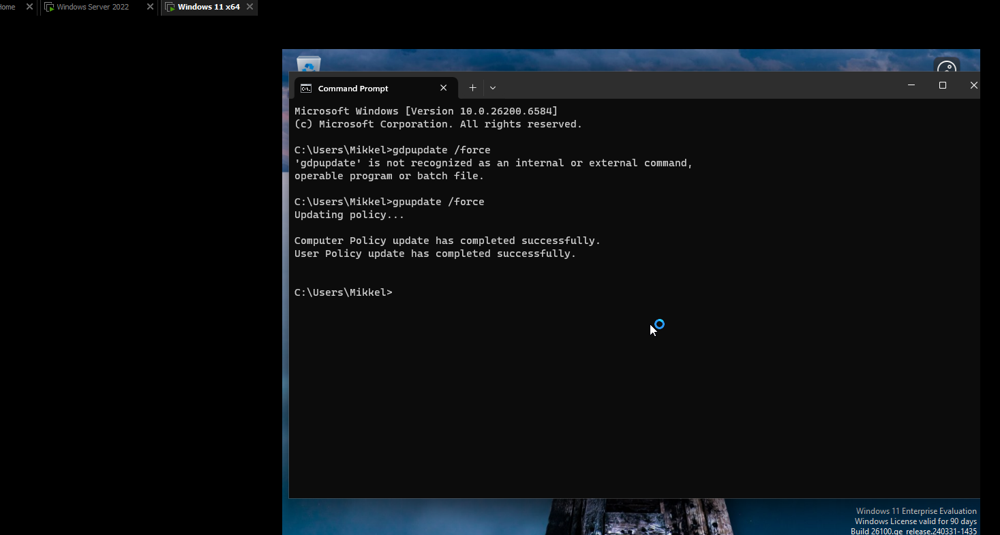 Home
Windows Server 2022
Windows 11 x64
Command Prompt
Microsoft Windows [Version 10.0.26200.6584]
(c) Microsoft Corporation. All rights reserved.
C:\Users\Mikkel>gdpupdate /force
'gdpupdate' is not recognized as an internal or external command,
operable program or batch file.
C:\Users\Mikkel>gpupdate /force
Updating policy...
Computer Policy update has completed successfully.
User Policy update has completed successfully.
C:\Users\Mikkel>
Windows 11 Enterprise Evaluation
Windows License valid for 90 days
Build 26100.ge_release.240331-1435